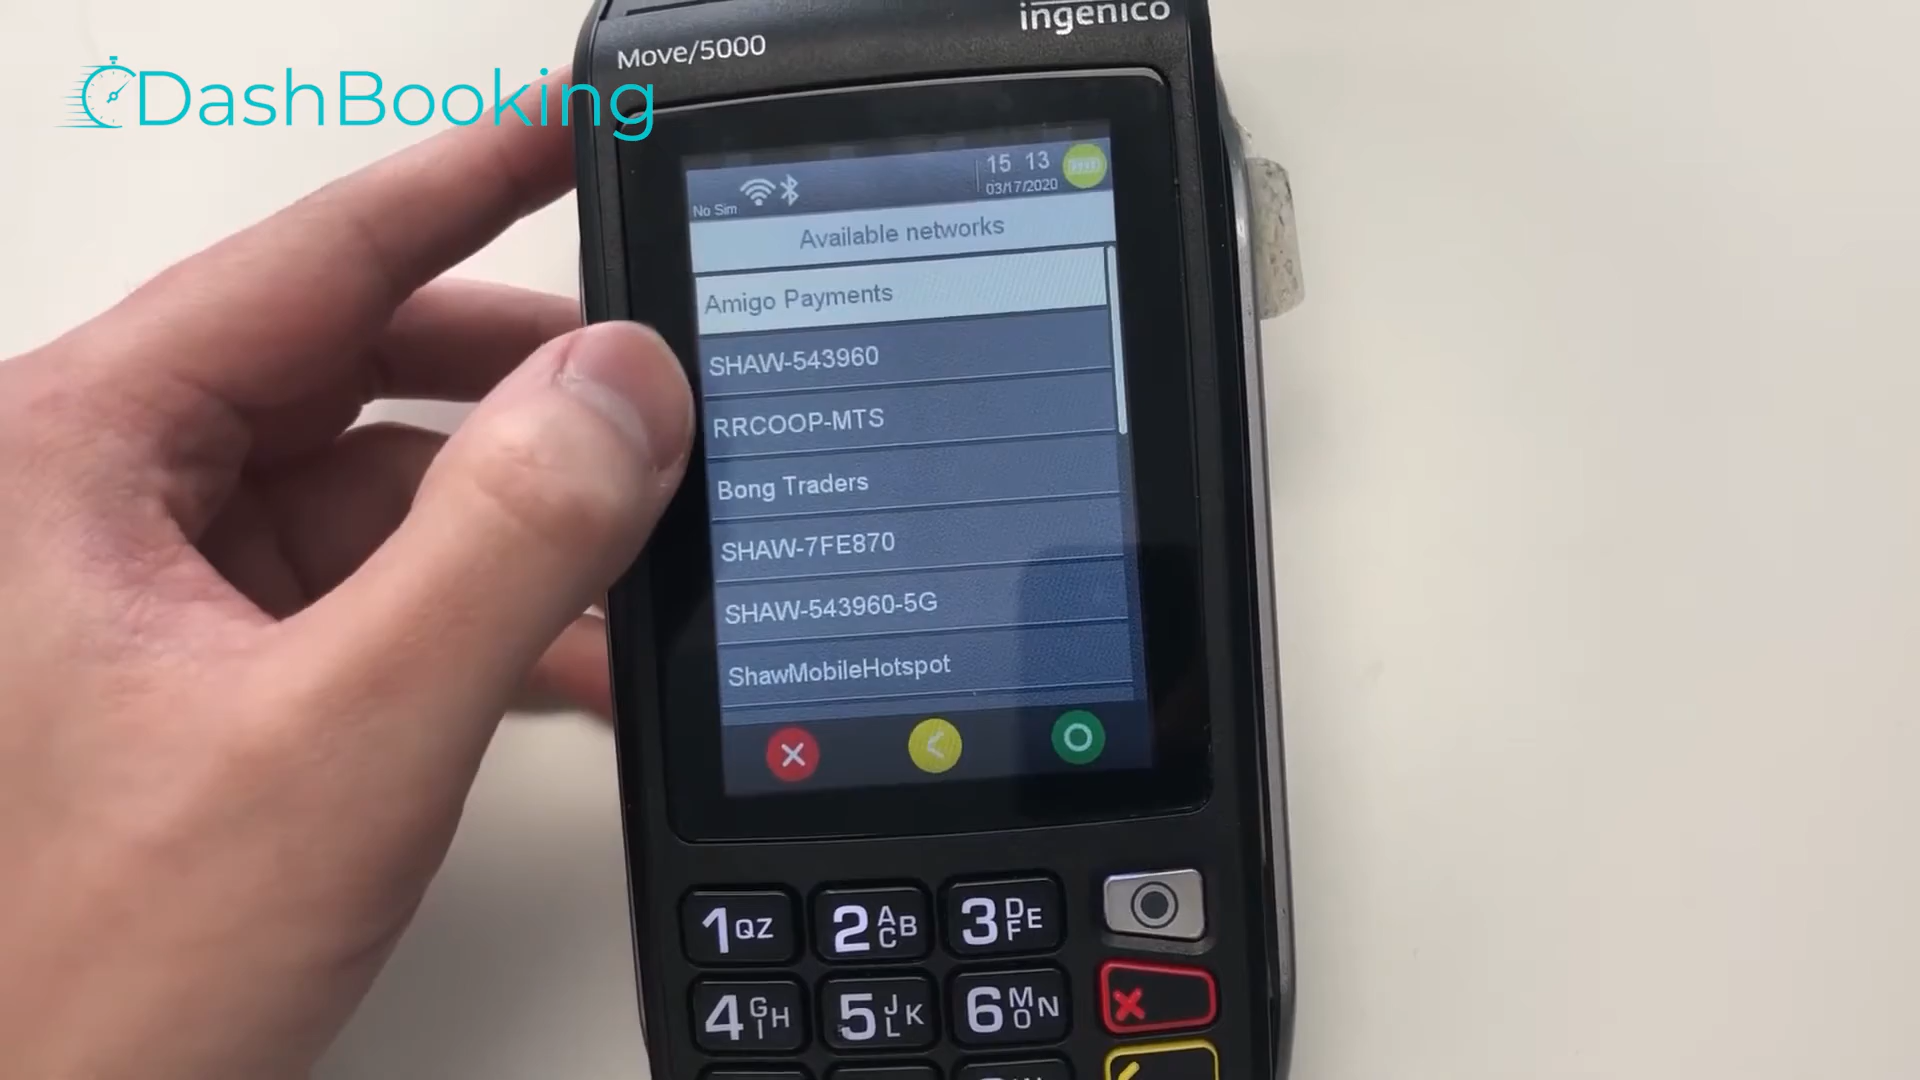 ingenico
Move/5000
DashBooking
15 13
03/17/2020
No Sim
Available networks
Amigo Payments
SHAW-543960
RRCOOP-MTS
Bong Traders
SHAW-7FE870
SHAW-543960-5G
ShawMobileHotspot
1 QZ 2 ABC 3 DEF
4 GHI 5 JKL 6 MNO